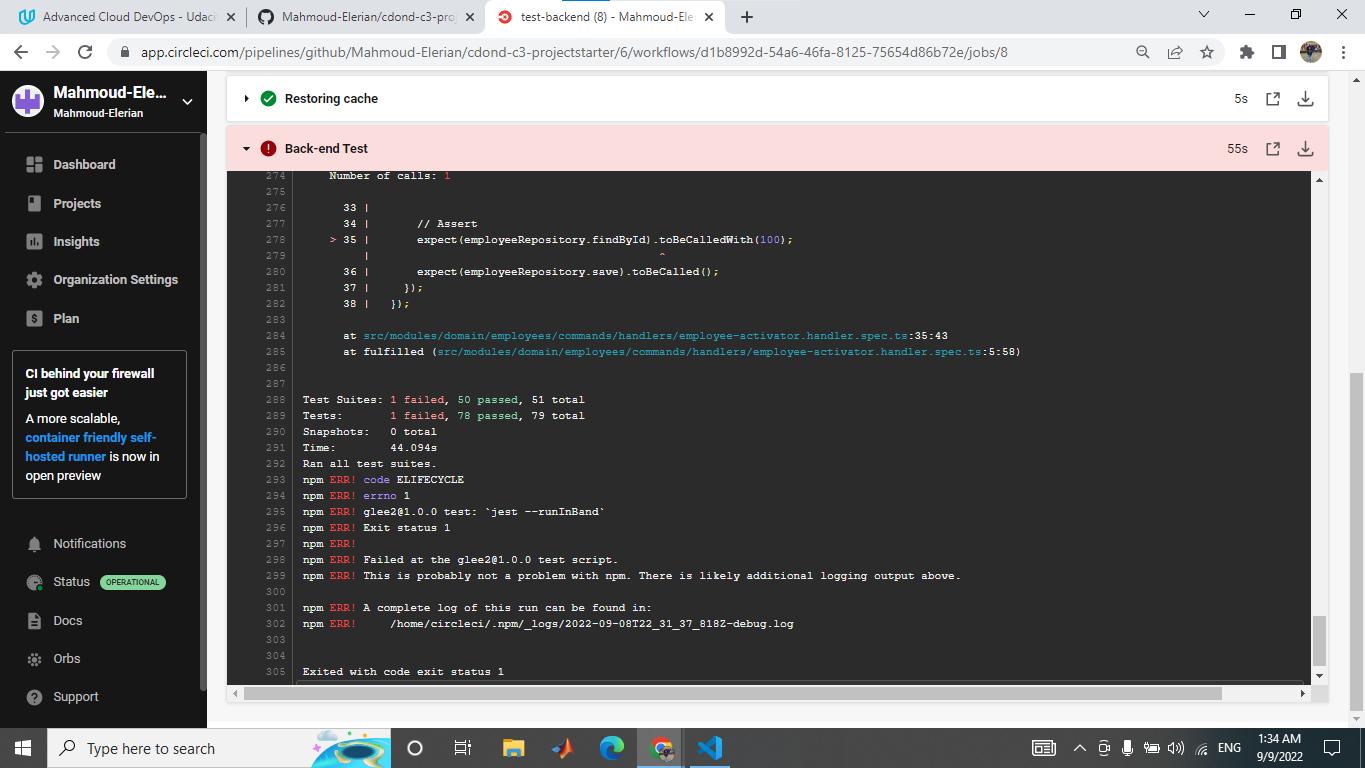 Advanced Cloud DevOps - Udaci
Mahmoud-Elerian/cdond-c3-pro
test-backend (8) - Mahmoud-Ele
app.circleci.com/pipelines/github/Mahmoud-Elerian/cdond-c3-projectstarter/6/workflows/d1b8992d-54a6-46fa-8125-75654d86b72e/jobs/8
Mahmoud-Ele...
Mahmoud-Elerian
Dashboard
Projects
Insights
Organization Settings
Plan
CI behind your firewall
just got easier
A more scalable,
container friendly self-
hosted runner is now in
open preview
Notifications
Status OPERATIONAL
Docs
Orbs
Support
Restoring cache 5s
Back-end Test 55s
274 Number of calls: 1
275
276 33 |
277 34 | // Assert
278 > 35 | expect(employeeRepository.findById).toBeCalledWith(100);
279 | ^
280 36 | expect(employeeRepository.save).toBeCalled();
281 37 | });
282 38 | });
283
284 at src/modules/domain/employees/commands/handlers/employee-activator.handler.spec.ts:35:43
285 at fulfilled (src/modules/domain/employees/commands/handlers/employee-activator.handler.spec.ts:5:58)
286
287
288 Test Suites: 1 failed, 50 passed, 51 total
289 Tests: 1 failed, 78 passed, 79 total
290 Snapshots: 0 total
291 Time: 44.094s
292 Ran all test suites.
293 npm ERR! code ELIFECYCLE
294 npm ERR! errno 1
295 npm ERR! glee2@1.0.0 test: `jest --runInBand`
296 npm ERR! Exit status 1
297 npm ERR!
298 npm ERR! Failed at the glee2@1.0.0 test script.
299 npm ERR! This is probably not a problem with npm. There is likely additional logging output above.
300
301 npm ERR! A complete log of this run can be found in:
302 npm ERR! /home/circleci/.npm/_logs/2022-09-08T22_31_37_818Z-debug.log
303
304
305 Exited with code exit status 1
Type here to search
ENG
1:34 AM
9/9/2022